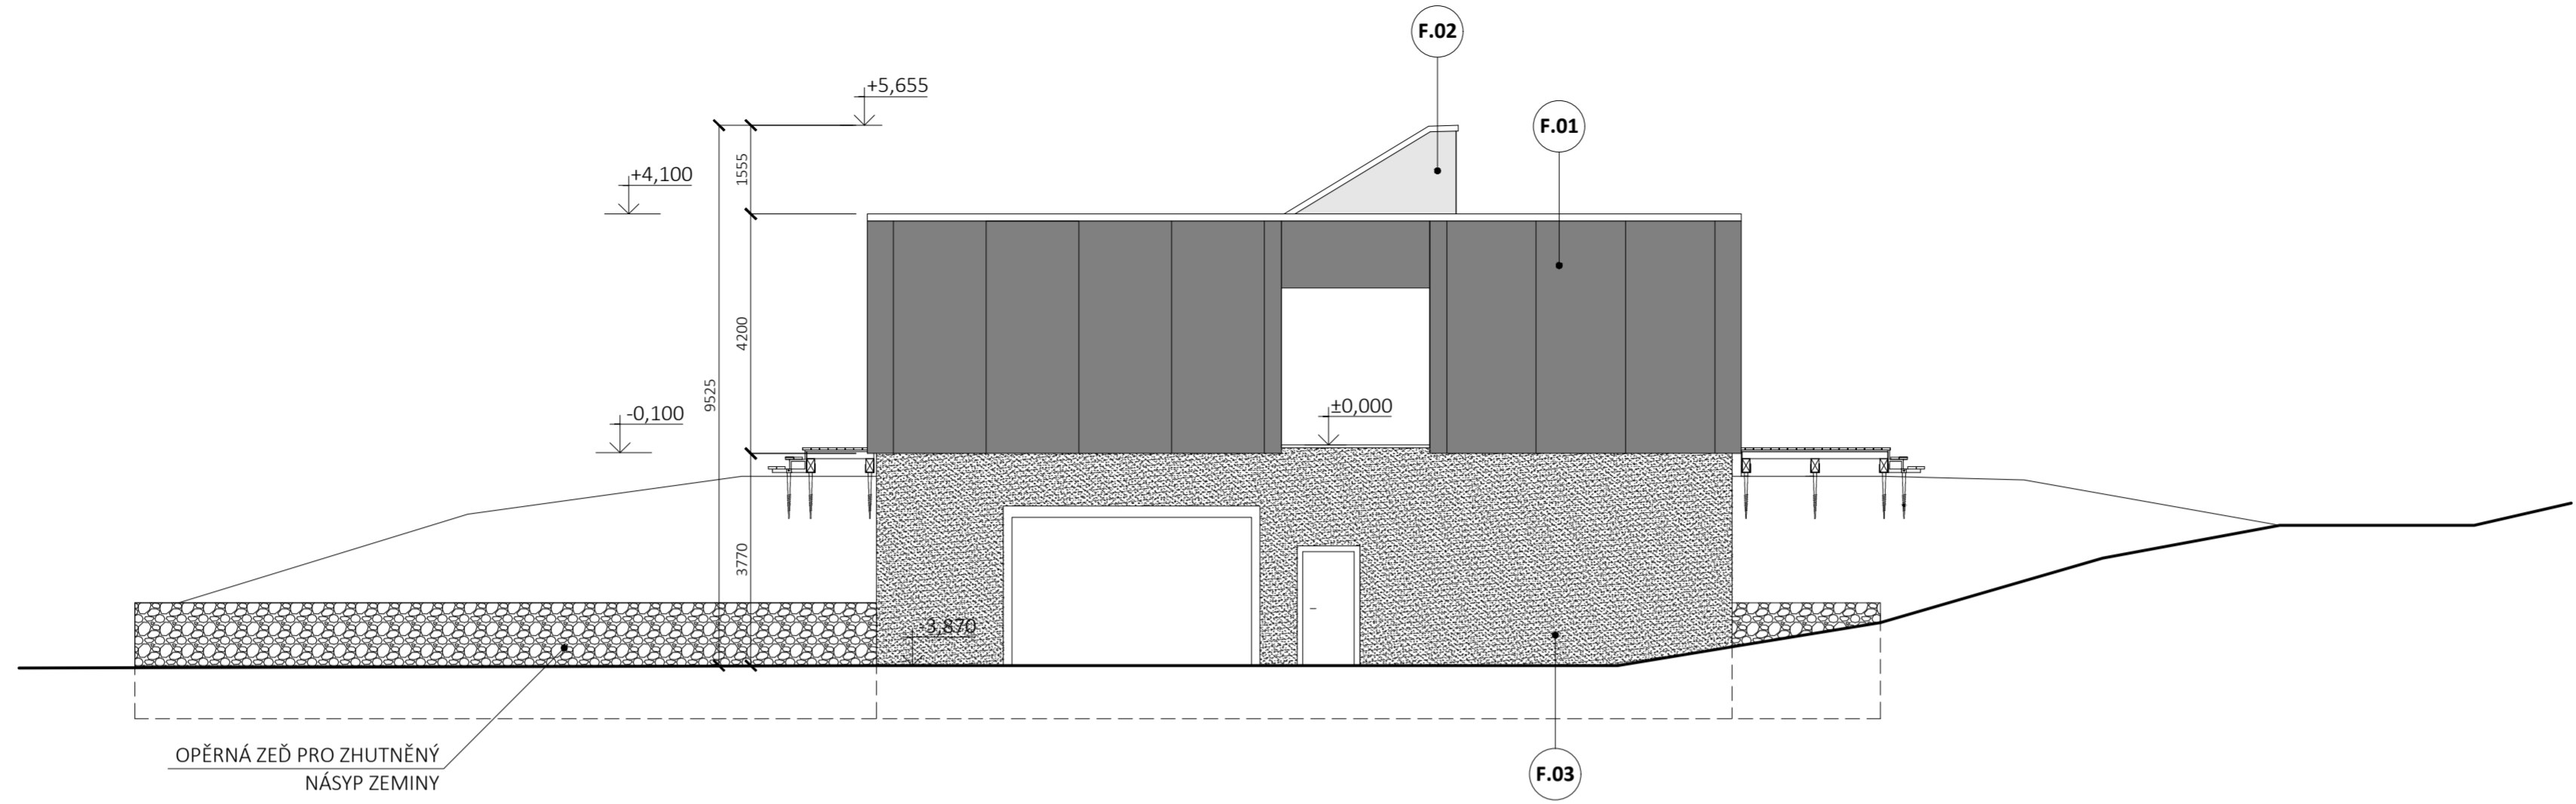 F.02
+5,655
F.01
+4,100
1555
4200
9525
-0,100
±0,000
3770
-3,870
OPĚRNÁ ZEĎ PRO ZHUTNĚNÝ
NÁSYP ZEMINY
F.03